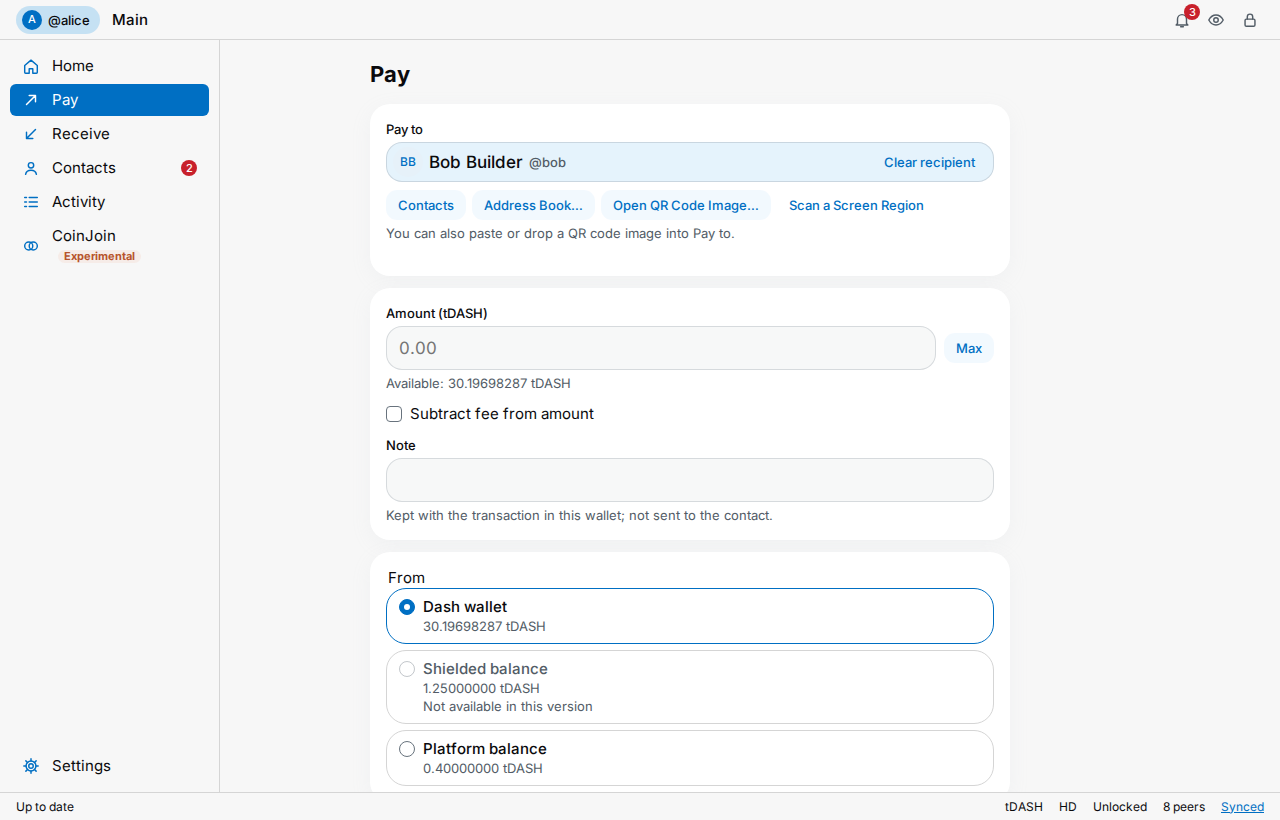 A @alice Main 3
Home
Pay
Receive
Contacts 2
Activity
CoinJoin
Experimental
Settings
Pay
Pay to
BB Bob Builder @bob Clear recipient
Contacts Address Book... Open QR Code Image... Scan a Screen Region
You can also paste or drop a QR code image into Pay to.
Amount (tDASH)
0.00 Max
Available: 30.19698287 tDASH
Subtract fee from amount
Note
Kept with the transaction in this wallet; not sent to the contact.
From
Dash wallet
30.19698287 tDASH
Shielded balance
1.25000000 tDASH
Not available in this version
Platform balance
0.40000000 tDASH
Up to date tDASH HD Unlocked 8 peers Synced